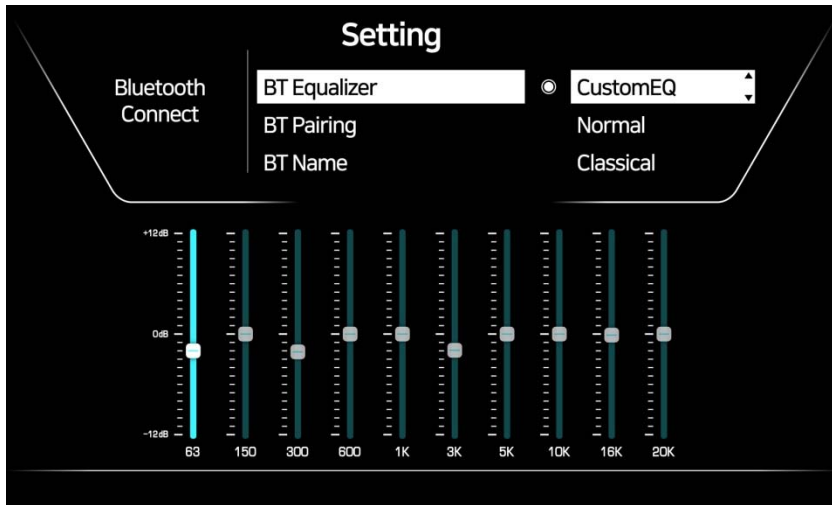 Setting
Bluetooth
Connect
BT Equalizer
CustomEQ
BT Pairing
Normal
BT Name
Classical
+12dB
0dB
-12dB
63 150 300 600 1K 3K 5K 10K 16K 20K